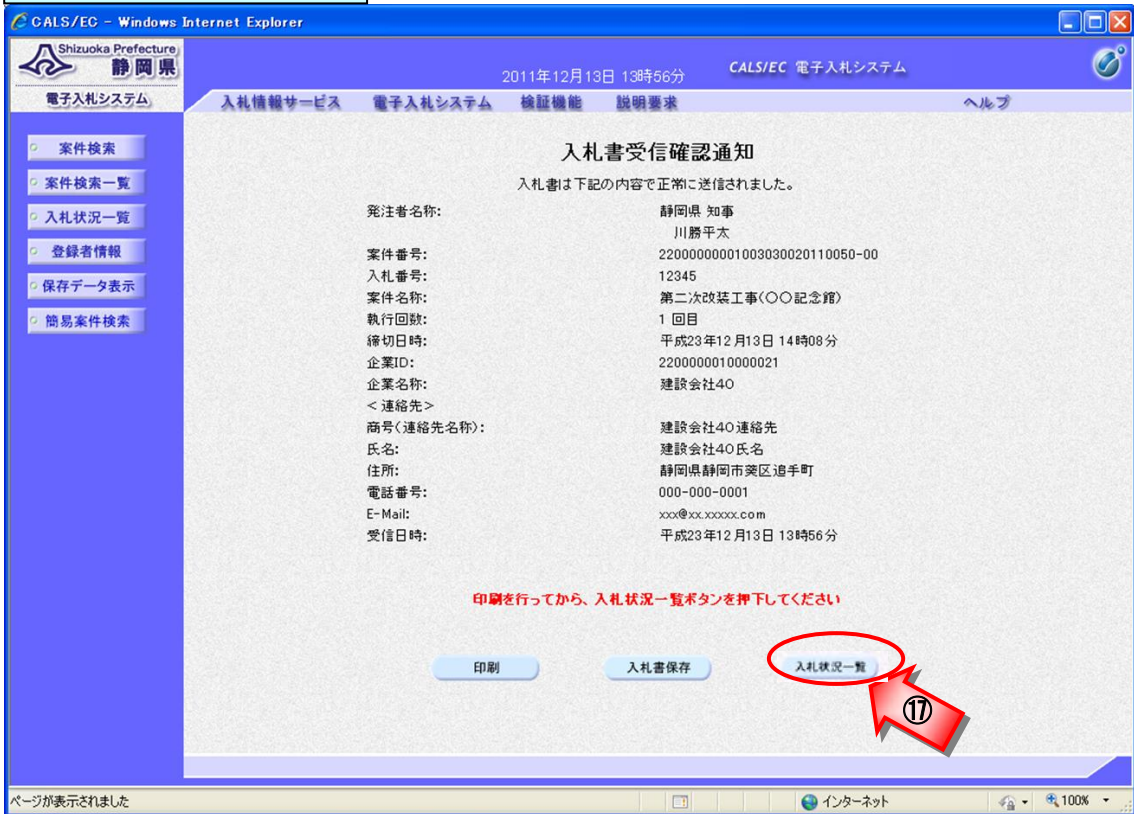 CALS/EC - Windows Internet Explorer
Shizuoka Prefecture
静岡県
2011年12月13日 13時56分
CALS/EC 電子入札システム
電子入札システム
入札情報サービス 電子入札システム 検証機能 説明要求 ヘルプ
案件検索
案件検索一覧
入札状況一覧
登録者情報
保存データ表示
簡易案件検索
入札書受信確認通知
入札書は下記の内容で正常に送信されました。
発注者名称: 静岡県 知事
川勝平太
案件番号: 22000000001003030020110050-00
入札番号: 12345
案件名称: 第二次改装工事(〇〇記念館)
執行回数: 1 回目
締切日時: 平成23年12月13日 14時08分
企業ID: 2200000010000021
企業名称: 建設会社40
<連絡先>
商号(連絡先名称): 建設会社40連絡先
氏名: 建設会社40氏名
住所: 静岡県静岡市葵区追手町
電話番号: 000-000-0001
E-Mail: xxx@xx.xxxxx.com
受信日時: 平成23年12月13日 13時56分
印刷を行ってから、入札状況一覧ボタンを押下してください
印刷 入札書保存 入札状況一覧
⑰
ページが表示されました インターネット 100%